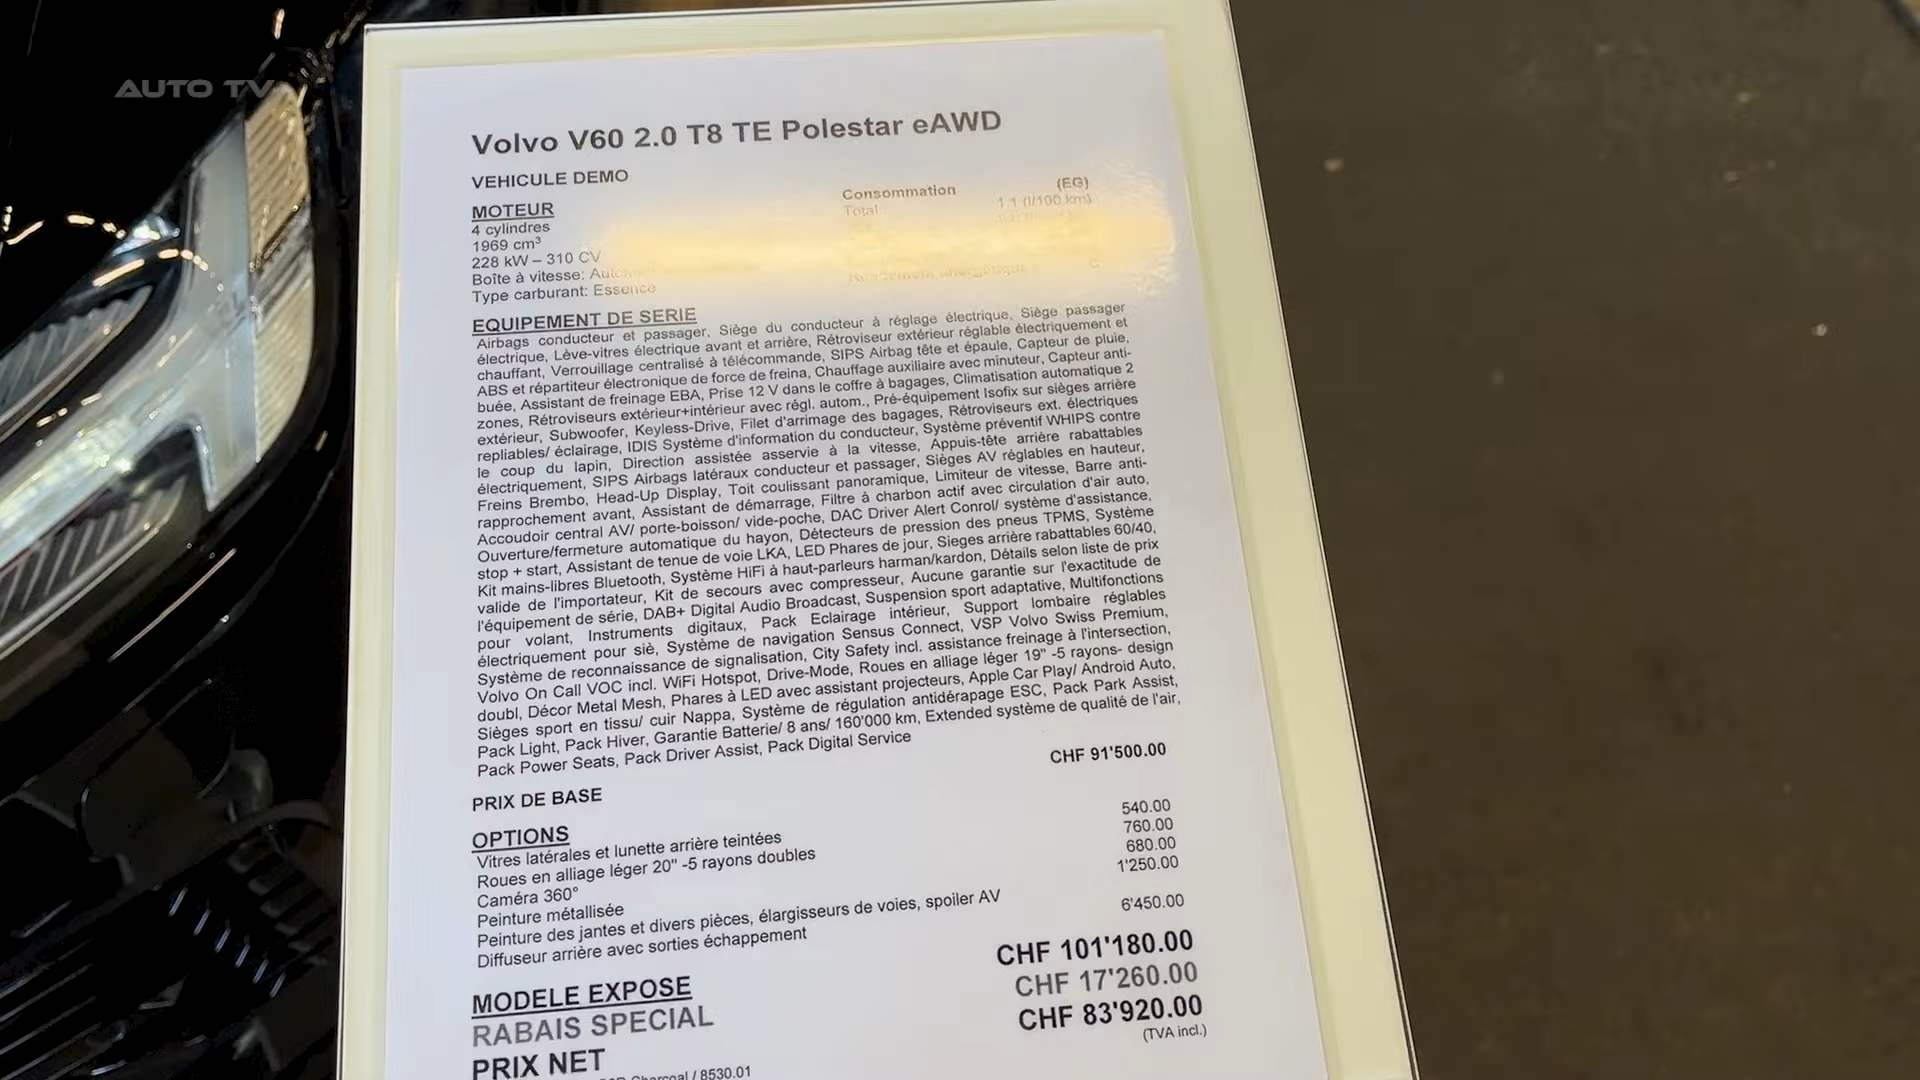 AUTO TV
Volvo V60 2.0 T8 TE Polestar eAWD
VEHICULE DEMO
MOTEUR
4 cylindres
1969 cm³
228 kW – 310 CV
Boîte à vitesse:
Type carburant: Essence
Consommation (EG)
Total 1.1 (l/100 km)
C
EQUIPEMENT DE SERIE
Airbags conducteur et passager, Siège du conducteur à réglage électrique, Siège passager
électrique, Lève-vitres électrique avant et arrière, Rétroviseur extérieur réglable électriquement et
chauffant, Verrouillage centralisé à télécommande, SIPS Airbag tête et épaule, Capteur de pluie,
ABS et répartiteur électronique de force de freina, Chauffage auxiliaire avec minuteur, Capteur anti-
buée, Assistant de freinage EBA, Prise 12 V dans le coffre à bagages, Climatisation automatique 2
zones, Rétroviseurs extérieur+intérieur avec régl. autom., Pré-équipement Isofix sur sièges arrière
extérieur, Subwoofer, Keyless-Drive, Filet d'arrimage des bagages, Rétroviseurs ext. électriques
repliables/ éclairage, IDIS Système d'information du conducteur, Système préventif WHIPS contre
le coup du lapin, Direction assistée asservie à la vitesse, Appuis-tête arrière rabattables
électriquement, SIPS Airbags latéraux conducteur et passager, Sièges AV réglables en hauteur,
Freins Brembo, Head-Up Display, Toit coulissant panoramique, Limiteur de vitesse, Barre anti-
rapprochement avant, Assistant de démarrage, Filtre à charbon actif avec circulation d'air auto,
Accoudoir central AV/ porte-boisson/ vide-poche, DAC Driver Alert Conrol/ système d'assistance,
Ouverture/fermeture automatique du hayon, Détecteurs de pression des pneus TPMS, Système
stop + start, Assistant de tenue de voie LKA, LED Phares de jour, Sieges arrière rabattables 60/40,
Kit mains-libres Bluetooth, Système HiFi à haut-parleurs harman/kardon, Détails selon liste de prix
valide de l'importateur, Kit de secours avec compresseur, Aucune garantie sur l'exactitude de
l'équipement de série, DAB+ Digital Audio Broadcast, Suspension sport adaptative, Multifonctions
pour volant, Instruments digitaux, Pack Eclairage intérieur, Support lombaire réglables
électriquement pour siè, Système de navigation Sensus Connect, VSP Volvo Swiss Premium,
Système de reconnaissance de signalisation, City Safety incl. assistance freinage à l'intersection,
Volvo On Call VOC incl. WiFi Hotspot, Drive-Mode, Roues en alliage léger 19" -5 rayons- design
doubl, Décor Metal Mesh, Phares à LED avec assistant projecteurs, Apple Car Play/ Android Auto,
Sièges sport en tissu/ cuir Nappa, Système de régulation antidérapage ESC, Pack Park Assist,
Pack Light, Pack Hiver, Garantie Batterie/ 8 ans/ 160'000 km, Extended système de qualité de l'air,
Pack Power Seats, Pack Driver Assist, Pack Digital Service
PRIX DE BASE CHF 91'500.00
OPTIONS
Vitres latérales et lunette arrière teintées 540.00
Roues en alliage léger 20" -5 rayons doubles 760.00
Caméra 360° 680.00
Peinture métallisée 1'250.00
Peinture des jantes et divers pièces, élargisseurs de voies, spoiler AV
Diffuseur arrière avec sorties échappement 6'450.00
MODELE EXPOSE CHF 101'180.00
RABAIS SPECIAL CHF 17'260.00
PRIX NET CHF 83'920.00
(TVA incl.)
Charcoal / 8530.01